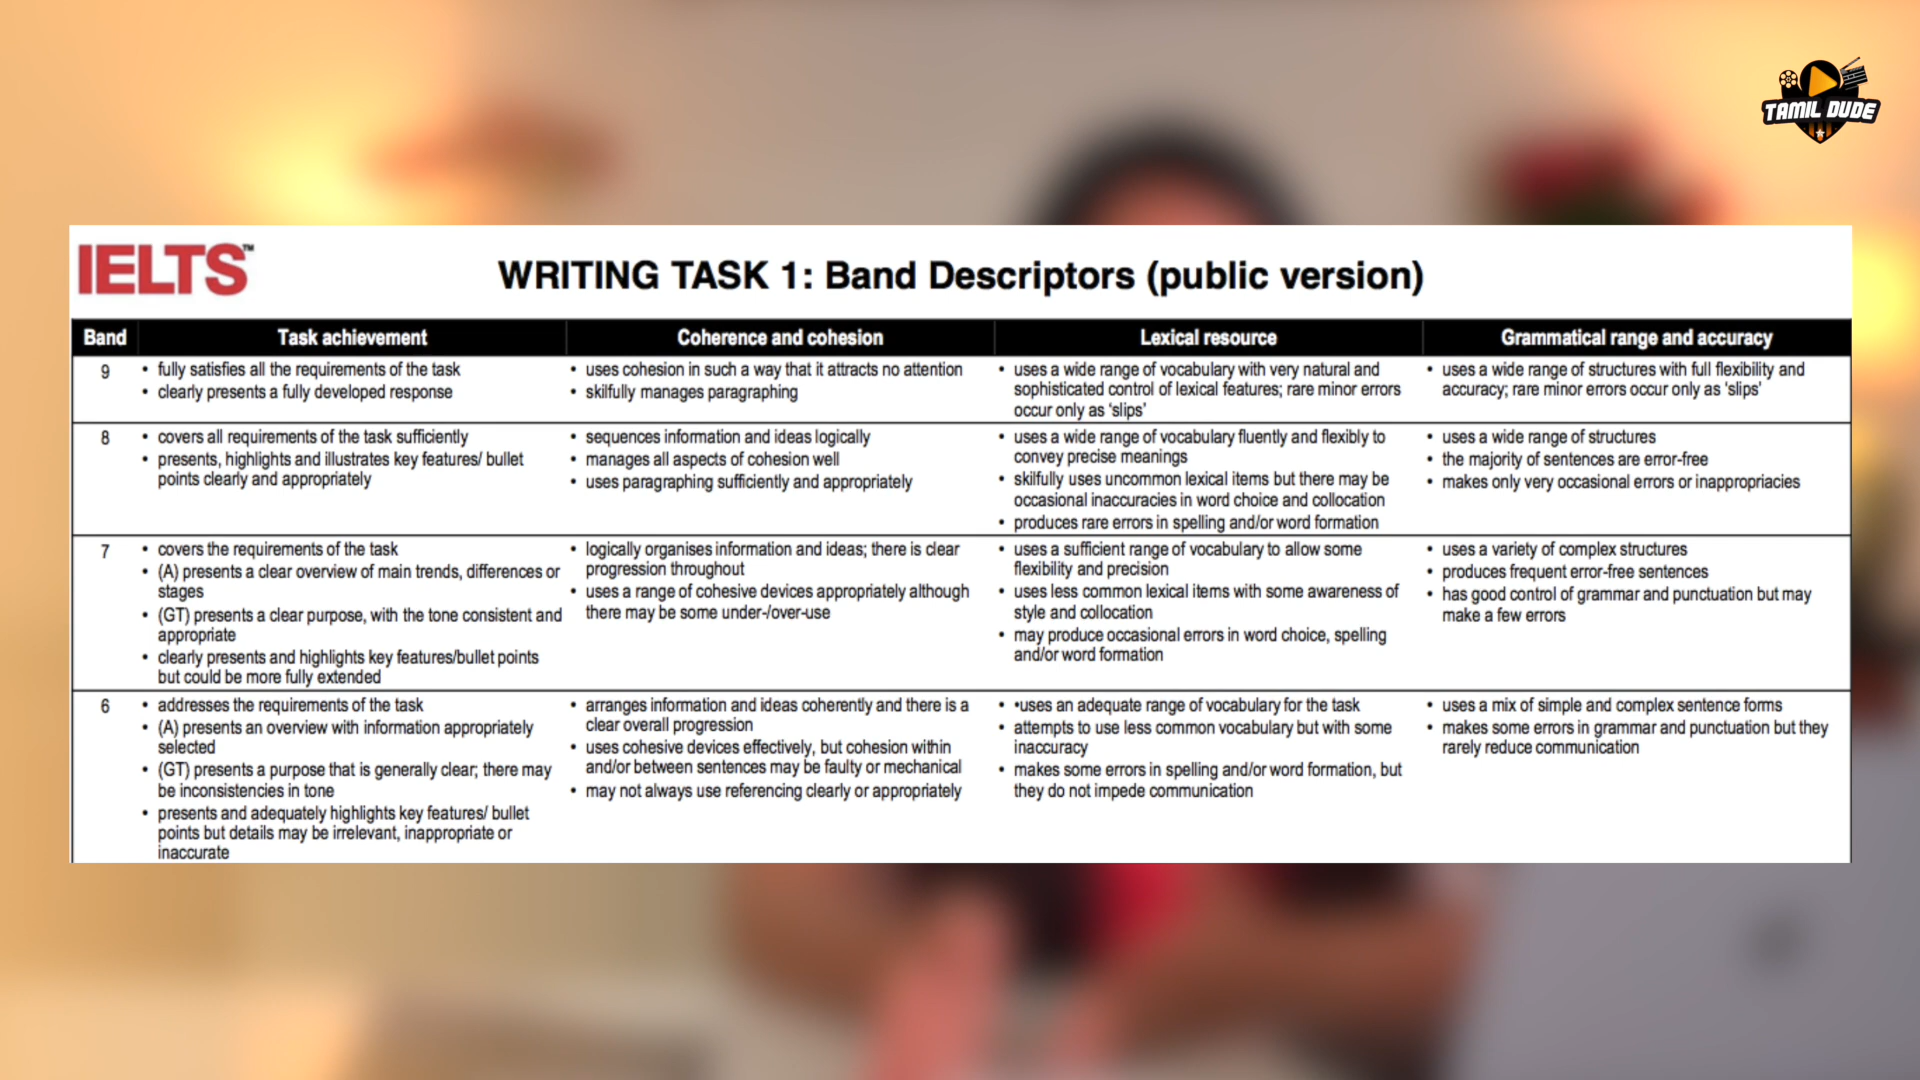 TAMIL DUDE
IELTS™
WRITING TASK 1: Band Descriptors (public version)
Band
Task achievement
Coherence and cohesion
Lexical resource
Grammatical range and accuracy
9
• fully satisfies all the requirements of the task
• clearly presents a fully developed response
• uses cohesion in such a way that it attracts no attention
• skilfully manages paragraphing
• uses a wide range of vocabulary with very natural and
sophisticated control of lexical features; rare minor errors
occur only as ‘slips’
• uses a wide range of structures with full flexibility and
accuracy; rare minor errors occur only as ‘slips’
8
• covers all requirements of the task sufficiently
• presents, highlights and illustrates key features/ bullet
points clearly and appropriately
• sequences information and ideas logically
• manages all aspects of cohesion well
• uses paragraphing sufficiently and appropriately
• uses a wide range of vocabulary fluently and flexibly to
convey precise meanings
• skilfully uses uncommon lexical items but there may be
occasional inaccuracies in word choice and collocation
• produces rare errors in spelling and/or word formation
• uses a wide range of structures
• the majority of sentences are error-free
• makes only very occasional errors or inappropriacies
7
• covers the requirements of the task
• (A) presents a clear overview of main trends, differences or
stages
• (GT) presents a clear purpose, with the tone consistent and
appropriate
• clearly presents and highlights key features/bullet points
but could be more fully extended
• logically organises information and ideas; there is clear
progression throughout
• uses a range of cohesive devices appropriately although
there may be some under-/over-use
• uses a sufficient range of vocabulary to allow some
flexibility and precision
• uses less common lexical items with some awareness of
style and collocation
• may produce occasional errors in word choice, spelling
and/or word formation
• uses a variety of complex structures
• produces frequent error-free sentences
• has good control of grammar and punctuation but may
make a few errors
6
• addresses the requirements of the task
• (A) presents an overview with information appropriately
selected
• (GT) presents a purpose that is generally clear; there may
be inconsistencies in tone
• presents and adequately highlights key features/ bullet
points but details may be irrelevant, inappropriate or
inaccurate
• arranges information and ideas coherently and there is a
clear overall progression
• uses cohesive devices effectively, but cohesion within
and/or between sentences may be faulty or mechanical
• may not always use referencing clearly or appropriately
• •uses an adequate range of vocabulary for the task
• attempts to use less common vocabulary but with some
inaccuracy
• makes some errors in spelling and/or word formation, but
they do not impede communication
• uses a mix of simple and complex sentence forms
• makes some errors in grammar and punctuation but they
rarely reduce communication